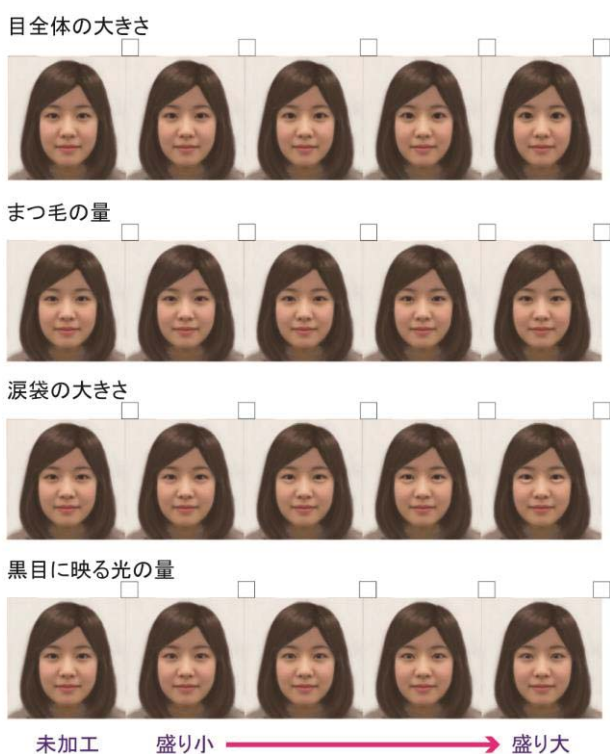 目全体の大きさ
まつ毛の量
涙袋の大きさ
黒目に映る光の量
未加工 盛り小 盛り大